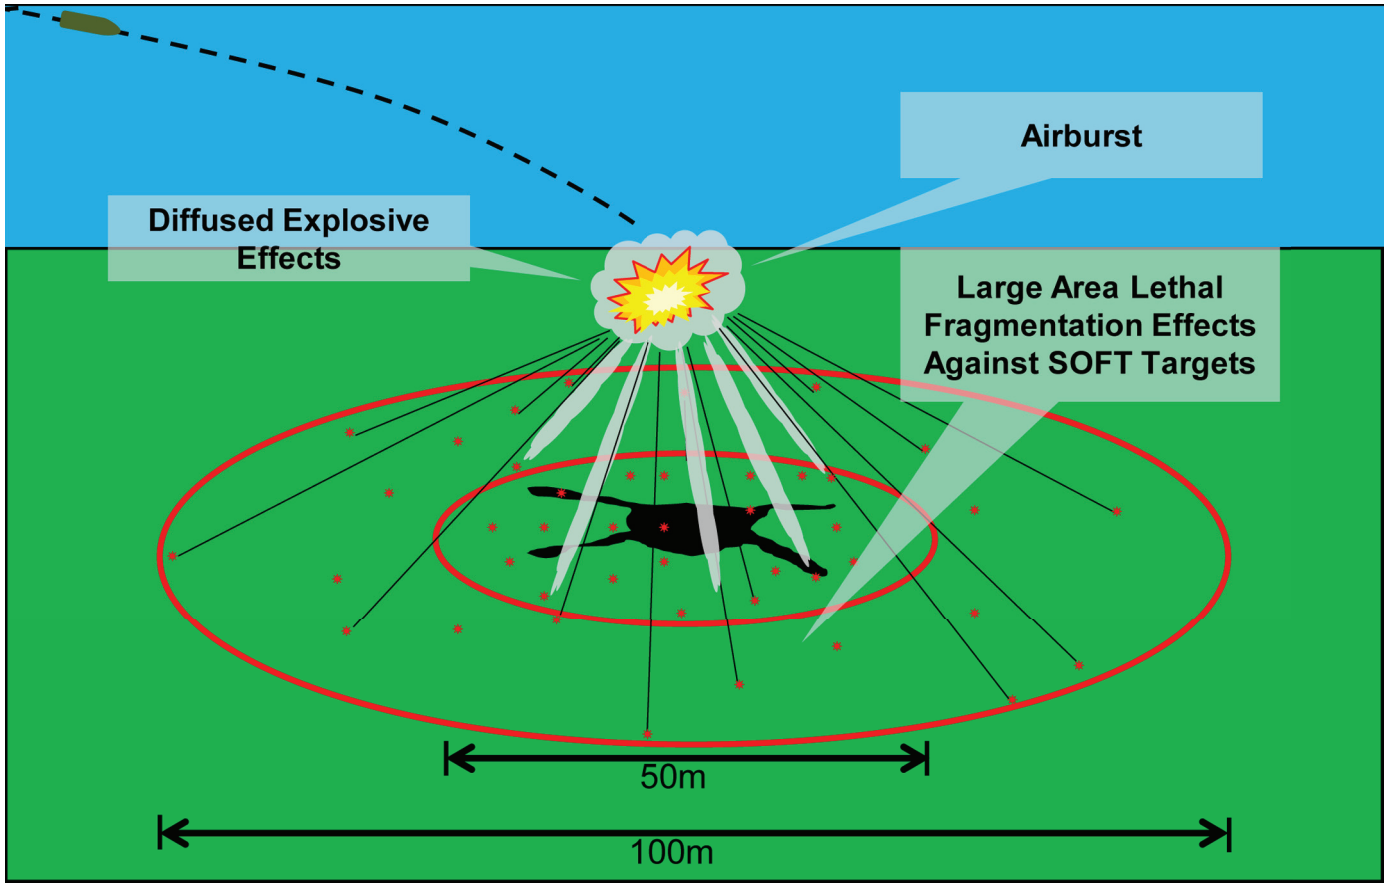 Airburst
Diffused Explosive
Effects
Large Area Lethal
Fragmentation Effects
Against SOFT Targets
50m
100m